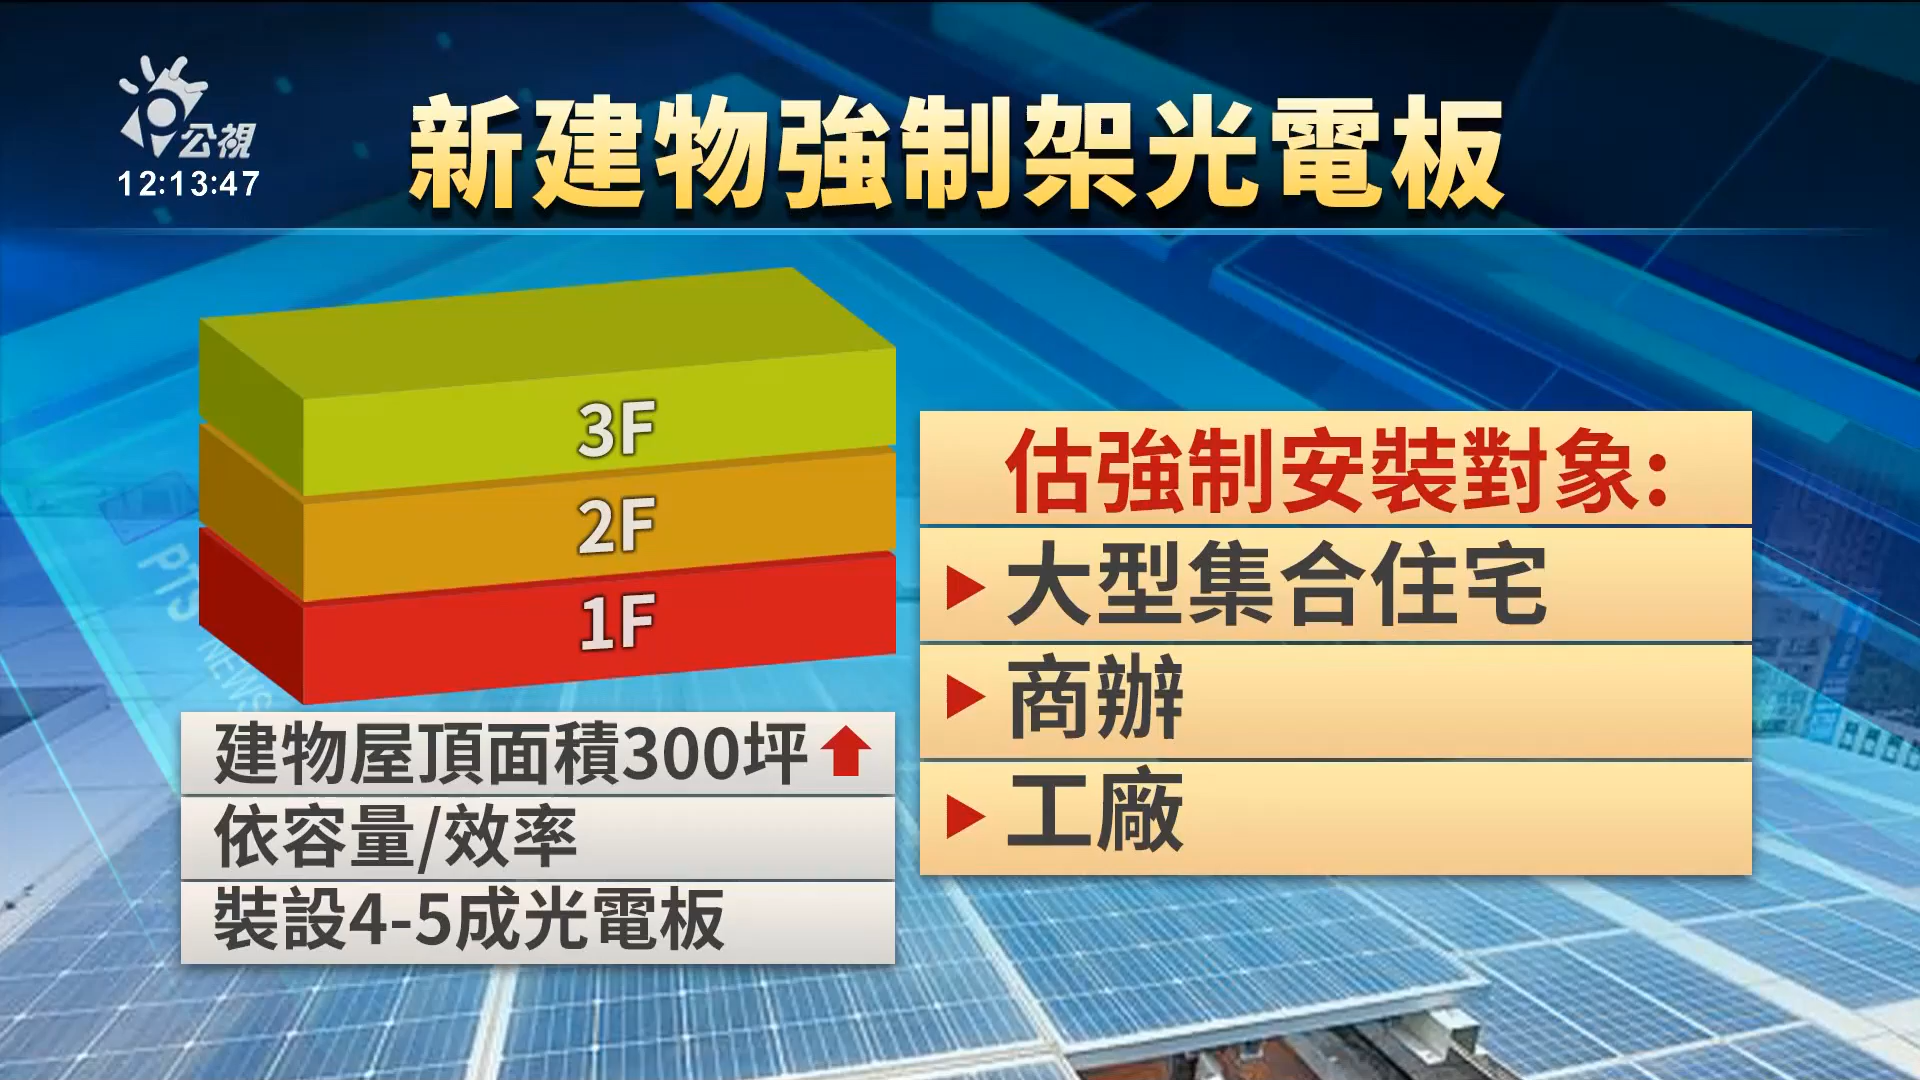 公視
12:13:47
新建物強制架光電板
3F
2F
1F
PTS
NEWS
建物屋頂面積300坪
依容量/效率
裝設4-5成光電板
估強制安裝對象:
大型集合住宅
商辦
工廠